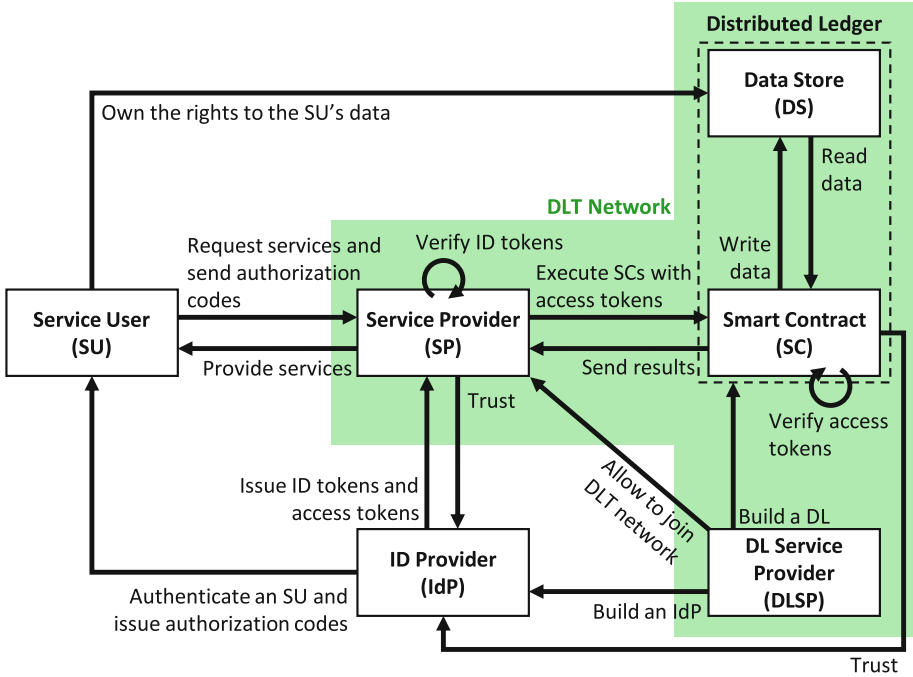 Distributed Ledger
Data Store
(DS)
Own the rights to the SU's data
Read
data
DLT Network
Request services and
send authorization
codes
Verify ID tokens
Execute SCs with
access tokens
Write
data
Service User
(SU)
Service Provider
(SP)
Smart Contract
(SC)
Provide services
Send results
Trust
Verify access
tokens
Issue ID tokens and
access tokens
Allow to join
DLT network
Build a DL
ID Provider
(IdP)
DL Service
Provider
(DLSP)
Authenticate an SU and
issue authorization codes
Build an IdP
Trust